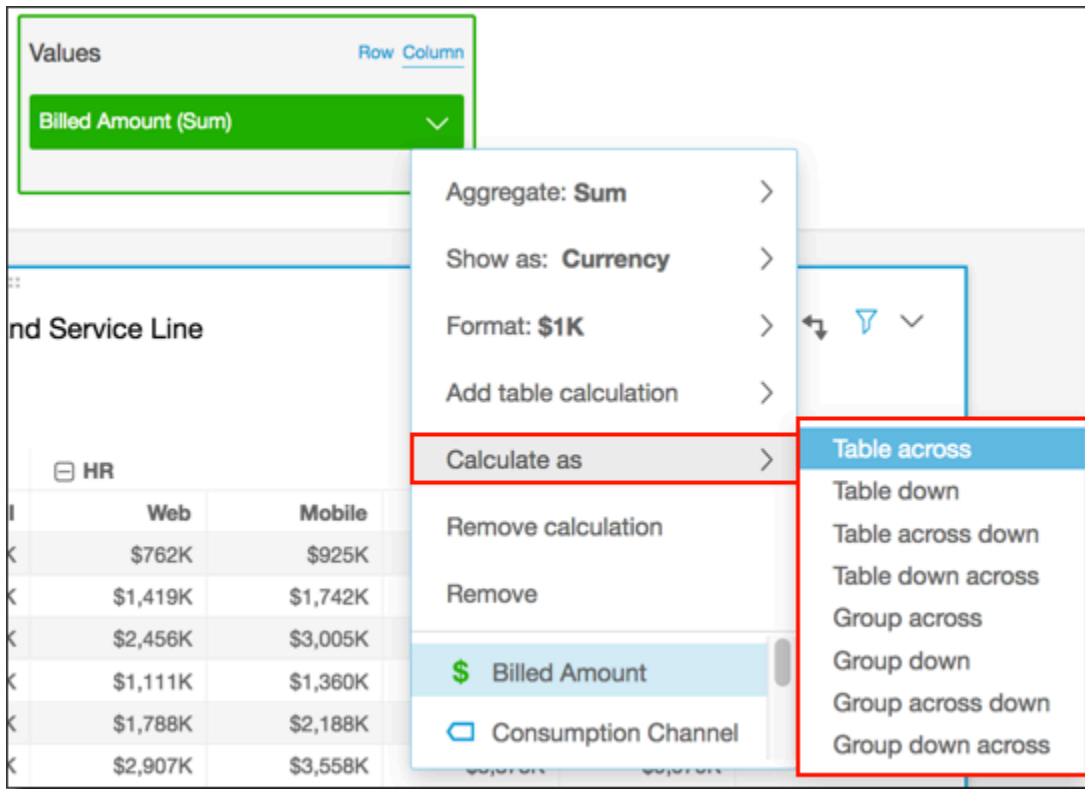 Values Row Column
Billed Amount (Sum)
Aggregate: Sum
Show as: Currency
nd Service Line
Format: $1K
Add table calculation
Calculate as
Table across
Table down
Table across down
Table down across
Group across
Group down
Group across down
Group down across
Remove calculation
Remove
$ Billed Amount
Consumption Channel
HR
Web Mobile
$762K $925K
$1,419K $1,742K
$2,456K $3,005K
$1,111K $1,360K
$1,788K $2,188K
$2,907K $3,558K